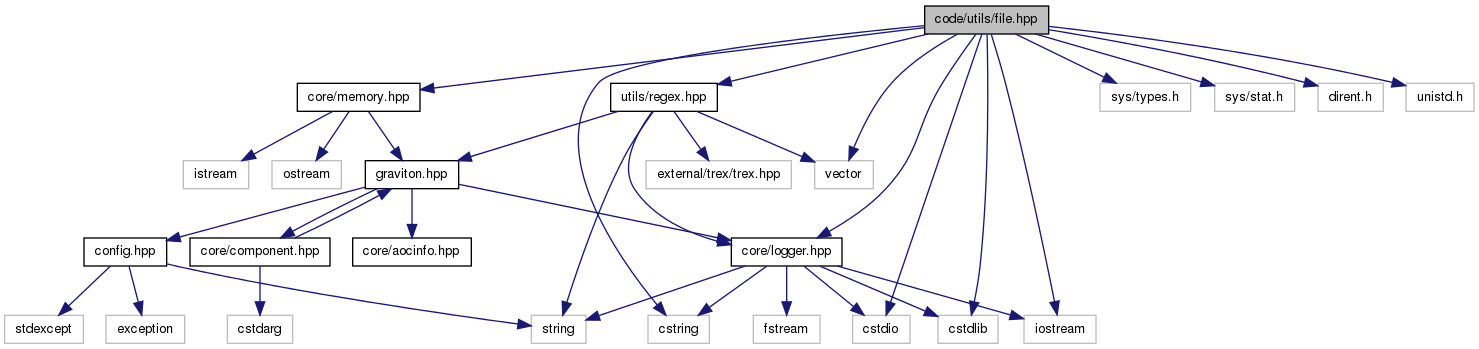 code/utils/file.hpp
core/memory.hpp
utils/regex.hpp
sys/types.h
sys/stat.h
dirent.h
unistd.h
istream
ostream
graviton.hpp
external/trex/trex.hpp
vector
config.hpp
core/component.hpp
core/aocinfo.hpp
core/logger.hpp
stdexcept
exception
cstdarg
string
cstring
fstream
cstdio
cstdlib
iostream